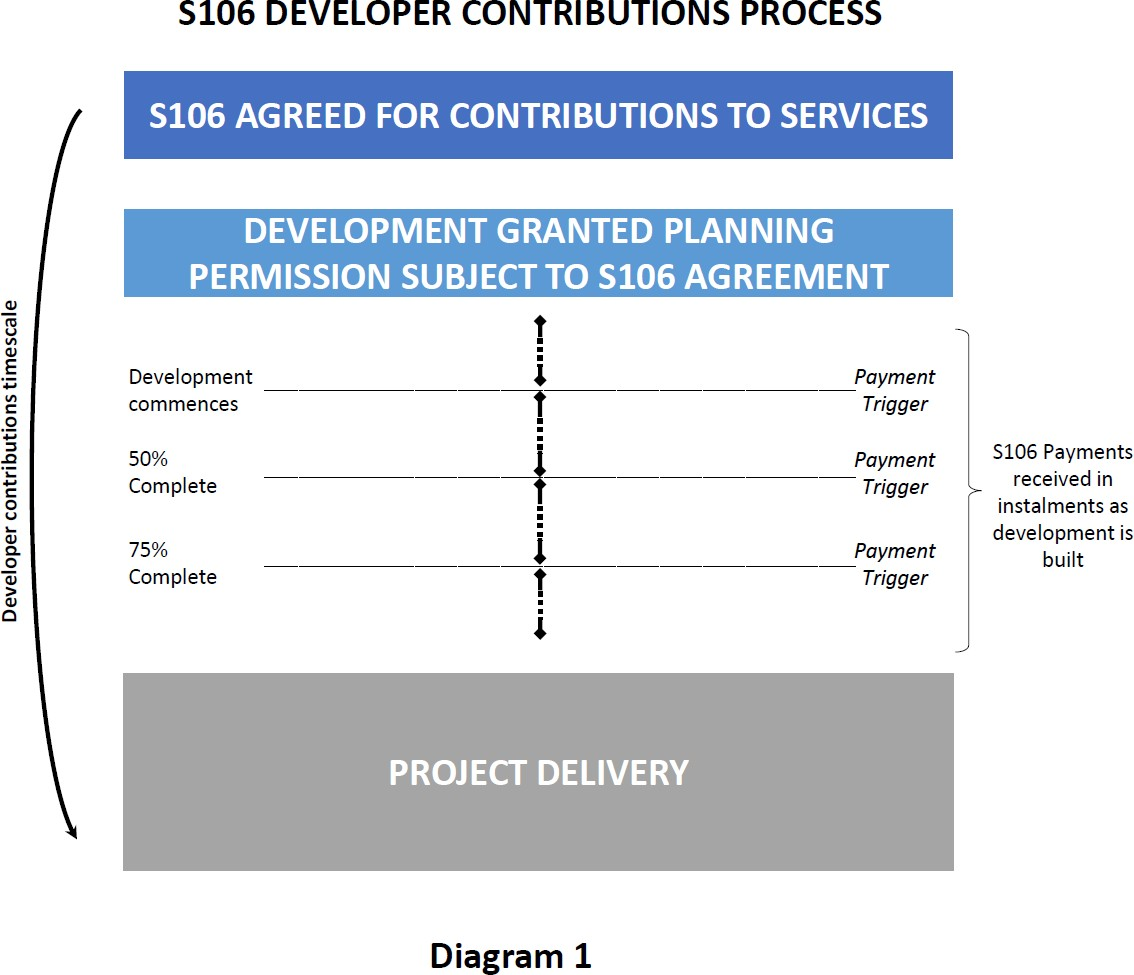 S106 DEVELOPER CONTRIBUTIONS PROCESS
S106 AGREED FOR CONTRIBUTIONS TO SERVICES
DEVELOPMENT GRANTED PLANNING
PERMISSION SUBJECT TO S106 AGREEMENT
Developer contributions timescale
Development
commences
Payment
Trigger
50%
Complete
Payment
Trigger
75%
Complete
Payment
Trigger
S106 Payments
received in
instalments as
development is
built
PROJECT DELIVERY
Diagram 1